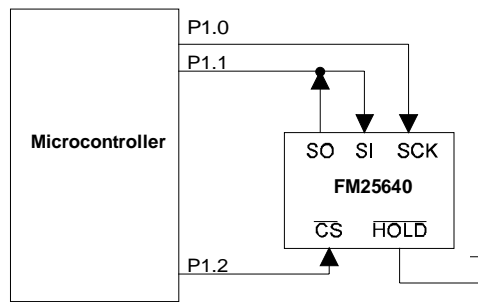 P1.0
P1.1
Microcontroller
SO SI SCK
FM25640
CS HOLD
P1.2